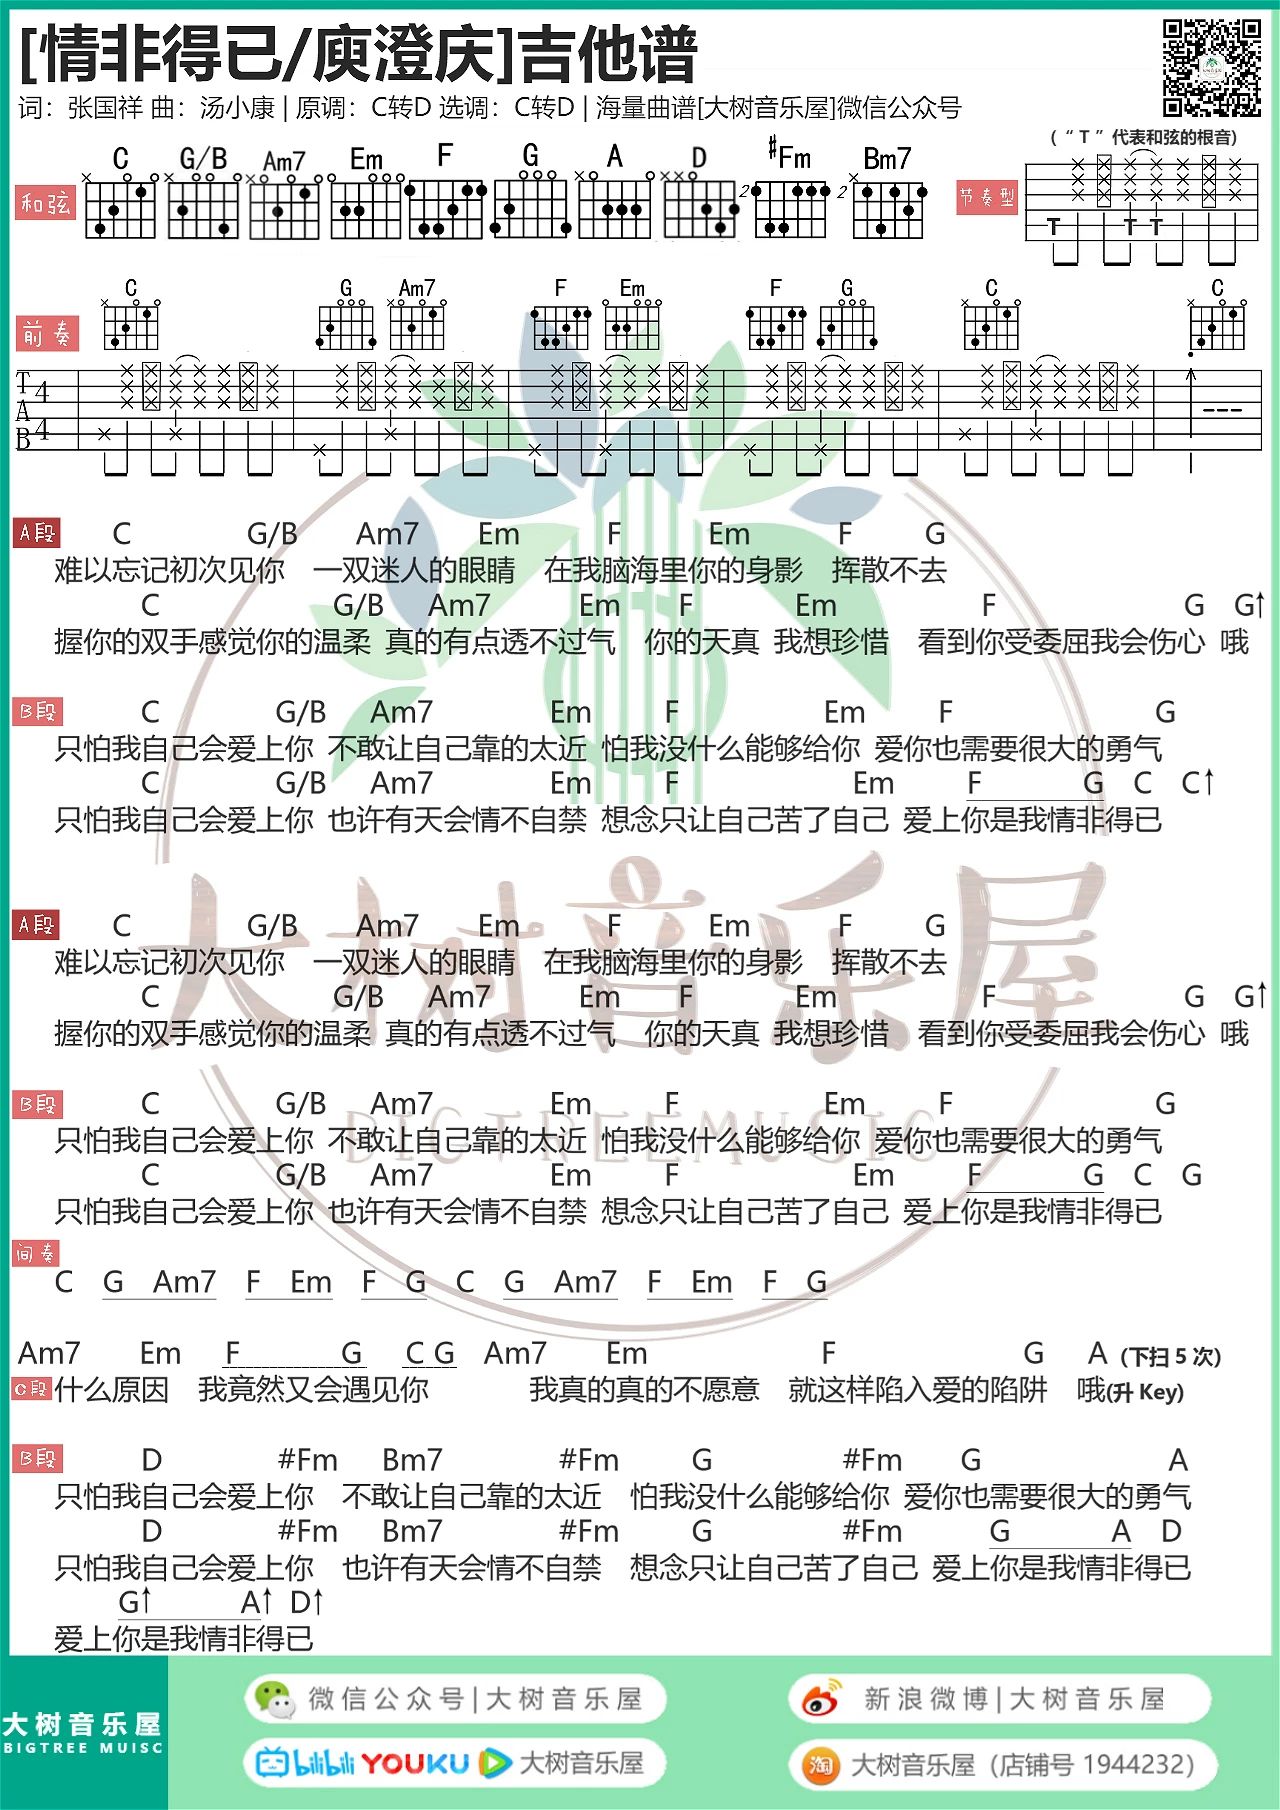 [情非得已/庾澄庆]吉他谱
词：张国祥 曲：汤小康 | 原调：C转D 选调：C转D | 海量曲谱[大树音乐屋]微信公众号
(“T”代表和弦的根音)
和弦 C G/B Am7 Em F G A D #Fm Bm7 节奏型
2 2
T T T
前奏 C G Am7 F Em F G C C
TAB 4/4
A段 C G/B Am7 Em F Em F G
难以忘记初次见你 一双迷人的眼睛 在我脑海里你的身影 挥散不去
C G/B Am7 Em F Em F G G↑
握你的双手感觉你的温柔 真的有点透不过气 你的天真 我想珍惜 看到你受委屈我会伤心 哦
B段 C G/B Am7 Em F Em F G
只怕我自己会爱上你 不敢让自己靠的太近 怕我没什么能够给你 爱你也需要很大的勇气
C G/B Am7 Em F Em F G C C↑
只怕我自己会爱上你 也许有天会情不自禁 想念只让自己苦了自己 爱上你是我情非得已
A段 C G/B Am7 Em F Em F G
难以忘记初次见你 一双迷人的眼睛 在我脑海里你的身影 挥散不去
C G/B Am7 Em F Em F G G↑
握你的双手感觉你的温柔 真的有点透不过气 你的天真 我想珍惜 看到你受委屈我会伤心 哦
B段 C G/B Am7 Em F Em F G
只怕我自己会爱上你 不敢让自己靠的太近 怕我没什么能够给你 爱你也需要很大的勇气
C G/B Am7 Em F Em F G C G
只怕我自己会爱上你 也许有天会情不自禁 想念只让自己苦了自己 爱上你是我情非得已
间奏
C G Am7 F Em F G C G Am7 F Em F G
Am7 Em F G C G Am7 Em F G A (下扫5次)
C段 什么原因 我竟然又会遇见你 我真的真的不愿意 就这样陷入爱的陷阱 哦(升Key)
B段 D #Fm Bm7 #Fm G #Fm G A
只怕我自己会爱上你 不敢让自己靠的太近 怕我没什么能够给你 爱你也需要很大的勇气
D #Fm Bm7 #Fm G #Fm G A D
只怕我自己会爱上你 也许有天会情不自禁 想念只让自己苦了自己 爱上你是我情非得已
G↑ A↑ D↑
爱上你是我情非得已
大树音乐屋
BIGTREEMUSIC
大树音乐屋
BIGTREE MUISC
微信公众号|大树音乐屋
新浪微博|大树音乐屋
bilibili YOUKU 大树音乐屋
淘 大树音乐屋（店铺号 1944232）